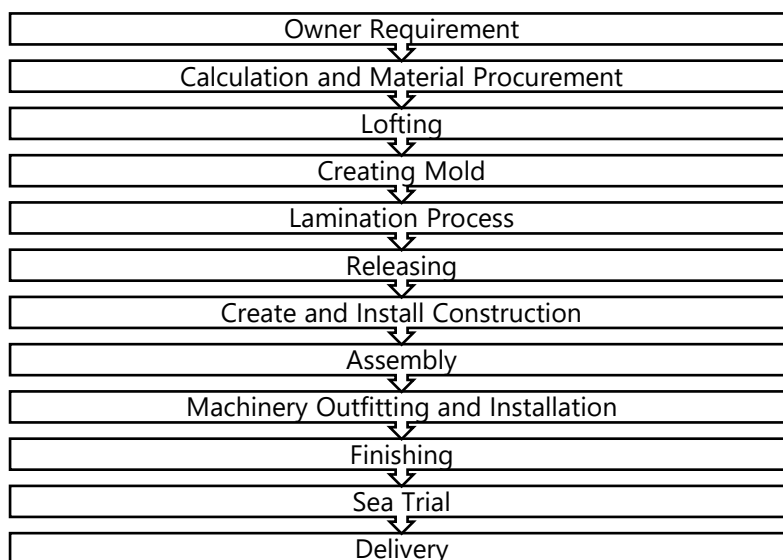 Owner Requirement
Calculation and Material Procurement
Lofting
Creating Mold
Lamination Process
Releasing
Create and Install Construction
Assembly
Machinery Outfitting and Installation
Finishing
Sea Trial
Delivery